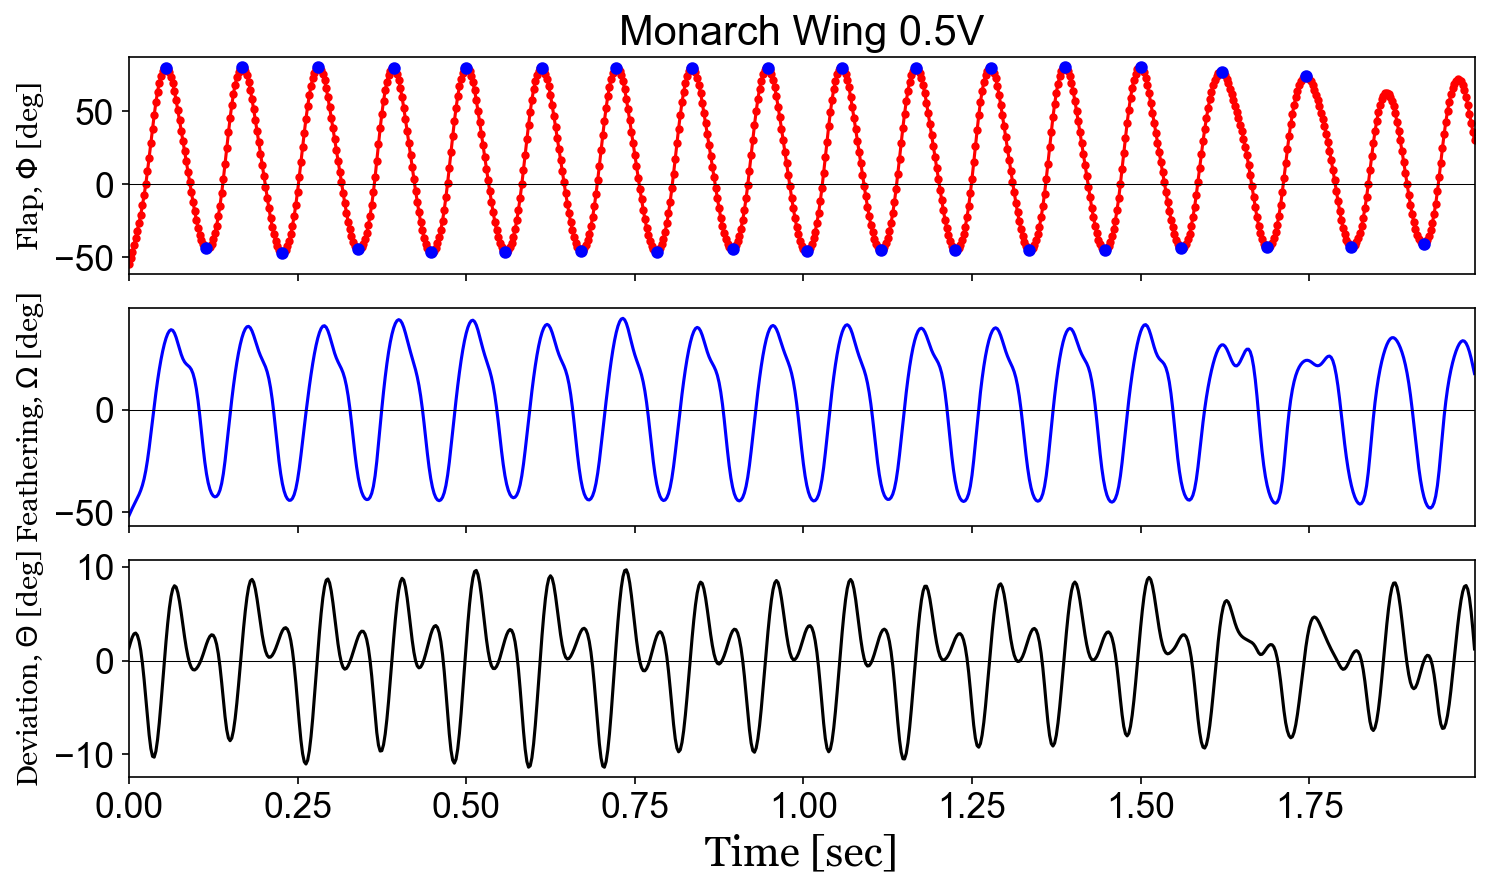 Monarch Wing 0.5V
Flap, Φ [deg]
50
0
−50
Feathering, Ω [deg]
0
−50
Deviation, Θ [deg]
10
0
−10
0.00 0.25 0.50 0.75 1.00 1.25 1.50 1.75
Time [sec]